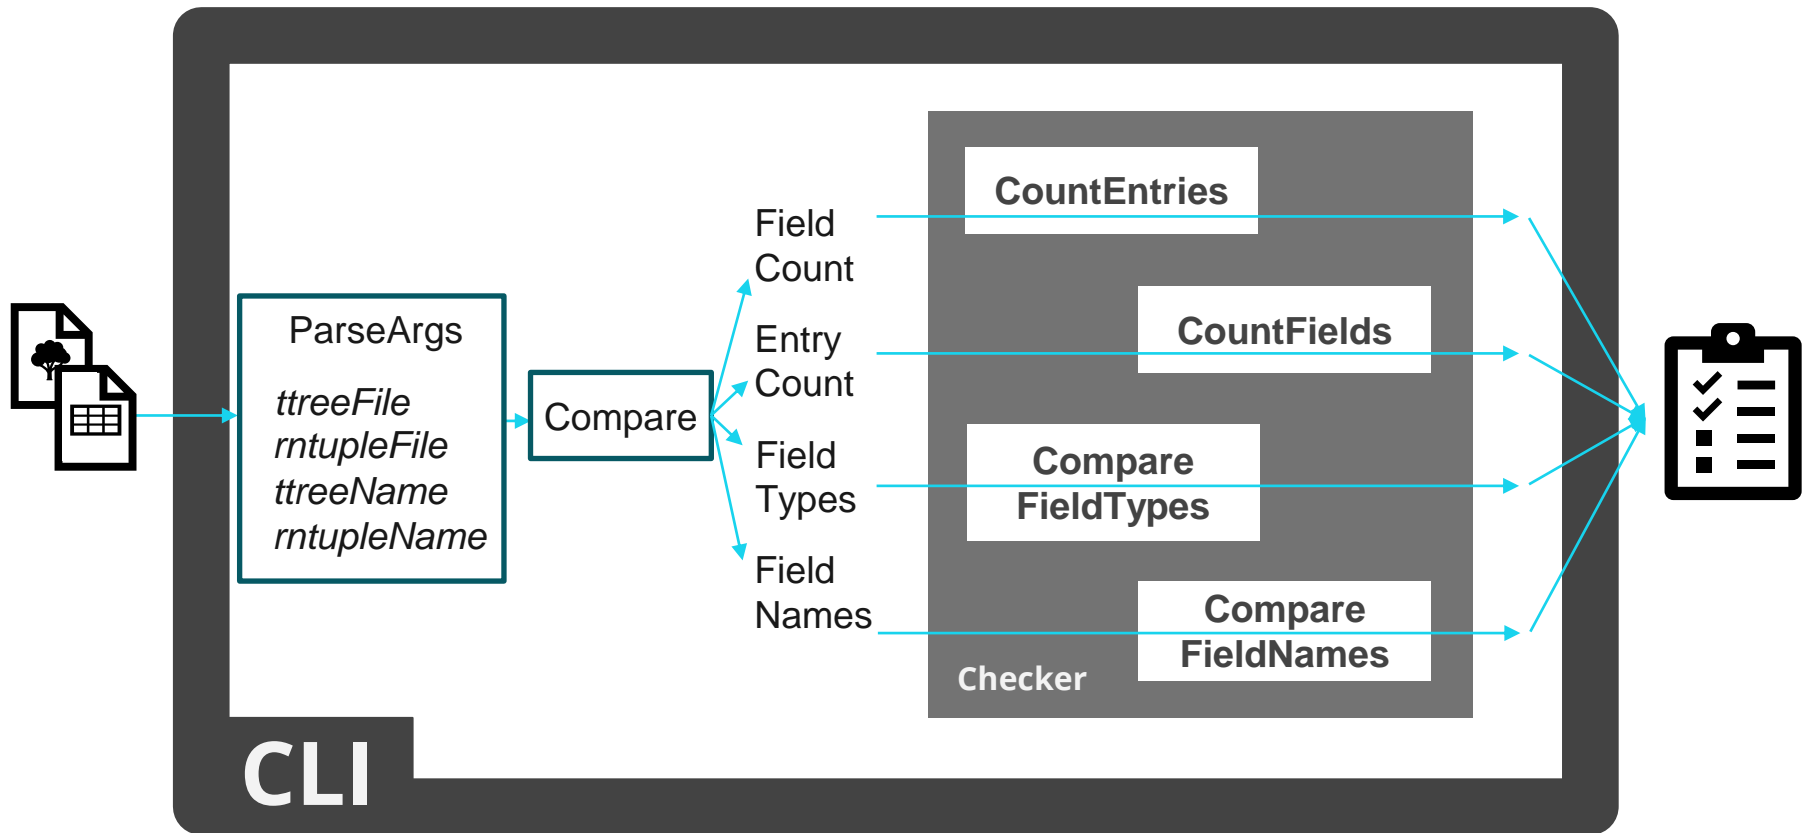 ParseArgs
ttreeFile
rntupleFile
ttreeName
rntupleName
Compare
Field
Count
Entry
Count
Field
Types
Field
Names
CountEntries
CountFields
Compare
FieldTypes
Compare
FieldNames
Checker
CLI